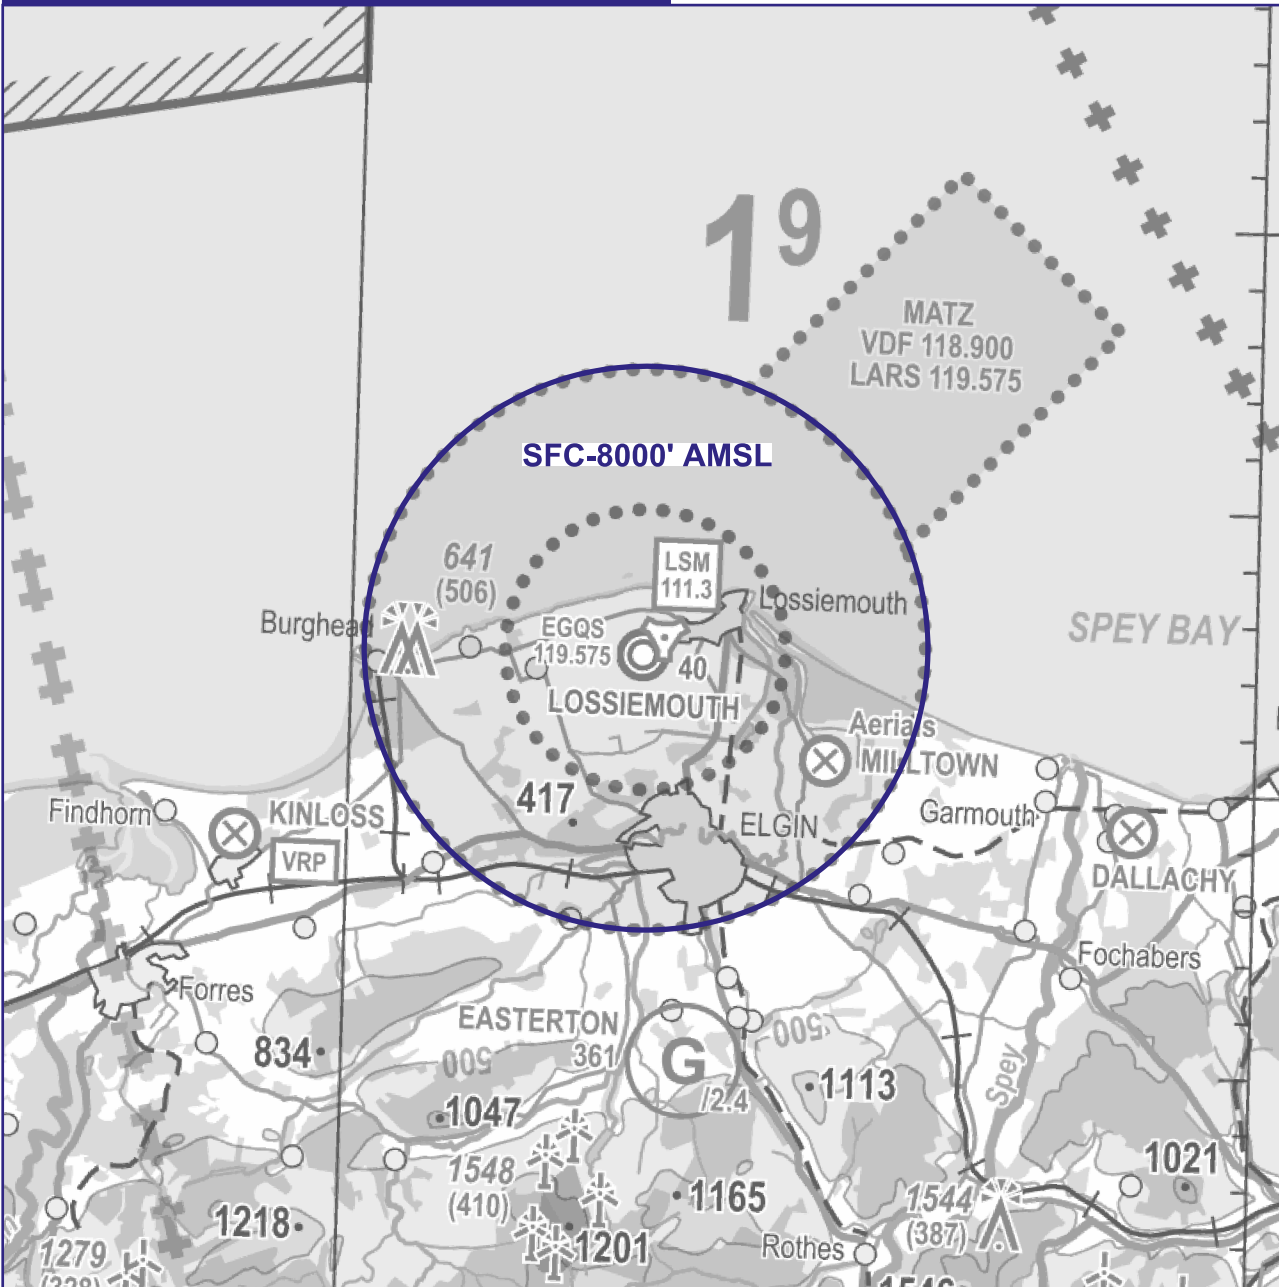 19
MATZ
VDF 118.900
LARS 119.575
SFC-8000' AMSL
641
(506)
LSM
111.3
Burghead
EGQS
119.575
Lossiemouth
40
LOSSIEMOUTH
SPEY BAY
Aerials
MILLTOWN
417
Findhorn
KINLOSS
VRP
ELGIN
Garmouth
DALLACHY
Forres
Fochabers
EASTERTON
361
500
500
834
G
/2.4
1113
Spey
1047
1548
(410)
1165
1021
1544
(387)
1218
1201
Rothes
1279